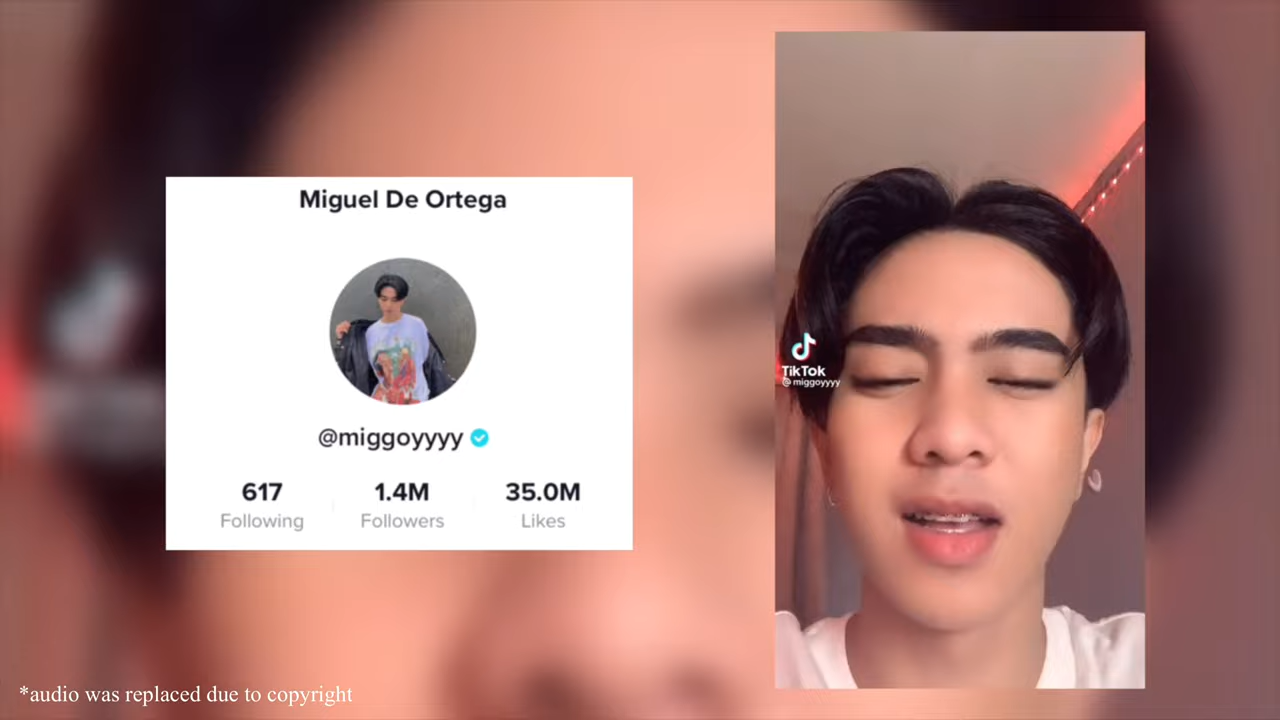 Miguel De Ortega
@miggoyyyy
617
1.4M
35.0M
Following
Followers
Likes
TikTok
@miggoyyyy
*audio was replaced due to copyright